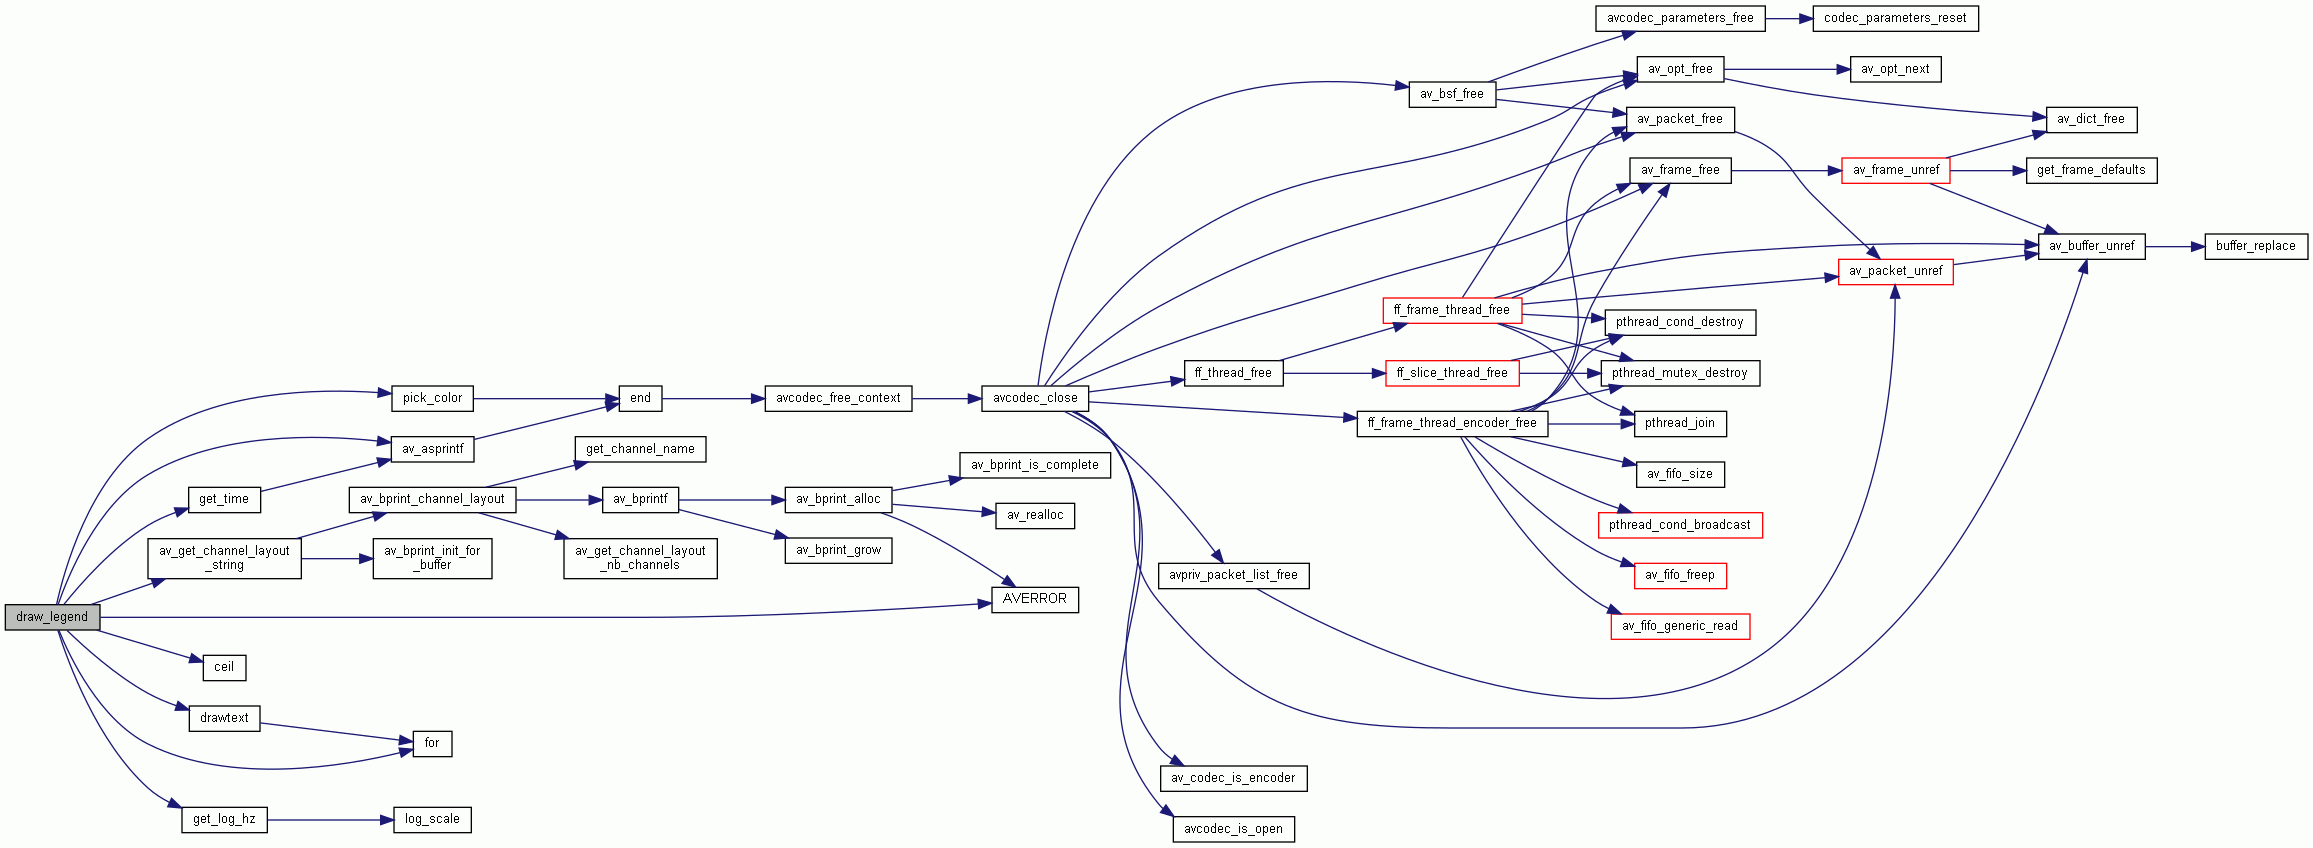 draw_legend
pick_color
av_asprintf
get_time
av_get_channel_layout
_string
ceil
drawtext
get_log_hz
av_bprint_channel_layout
av_bprint_init_for
_buffer
for
log_scale
end
get_channel_name
av_bprintf
av_get_channel_layout
_nb_channels
avcodec_free_context
av_bprint_alloc
av_bprint_grow
avcodec_close
av_bprint_is_complete
av_realloc
AVERROR
ff_thread_free
avpriv_packet_list_free
av_codec_is_encoder
avcodec_is_open
av_bsf_free
ff_frame_thread_free
ff_slice_thread_free
ff_frame_thread_encoder_free
avcodec_parameters_free
av_opt_free
av_packet_free
av_frame_free
pthread_cond_destroy
pthread_mutex_destroy
pthread_join
av_fifo_size
pthread_cond_broadcast
av_fifo_freep
av_fifo_generic_read
codec_parameters_reset
av_opt_next
av_frame_unref
av_packet_unref
av_dict_free
get_frame_defaults
av_buffer_unref
buffer_replace